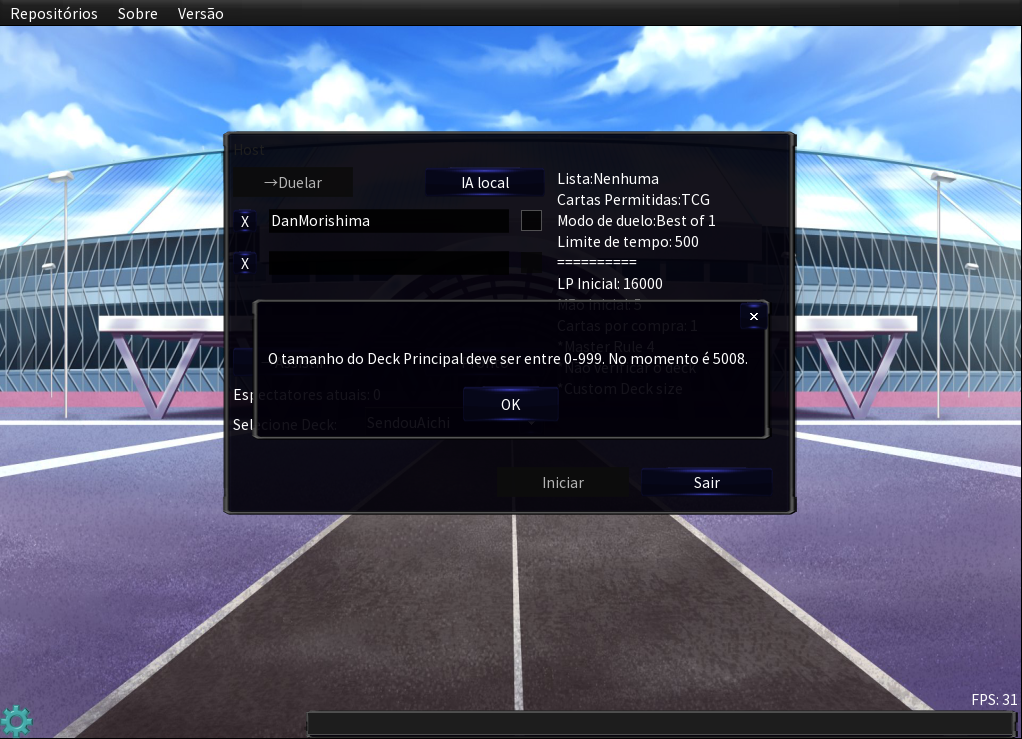 Repositórios Sobre Versão
Host
→Duelar IA local
X DanMorishima
X
Lista:Nenhuma
Cartas Permitidas:TCG
Modo de duelo:Best of 1
Limite de tempo: 500
==========
LP Inicial: 16000
Mão Inicial 5
Cartas por compra: 1
*Master Rule 4
*Não verificar o deck
*Custom Deck size
×
O tamanho do Deck Principal deve ser entre 0-999. No momento é 5008.
OK
Espectatores atuais: 0
Selecione Deck: SendouAichi
Iniciar Sair
FPS: 31